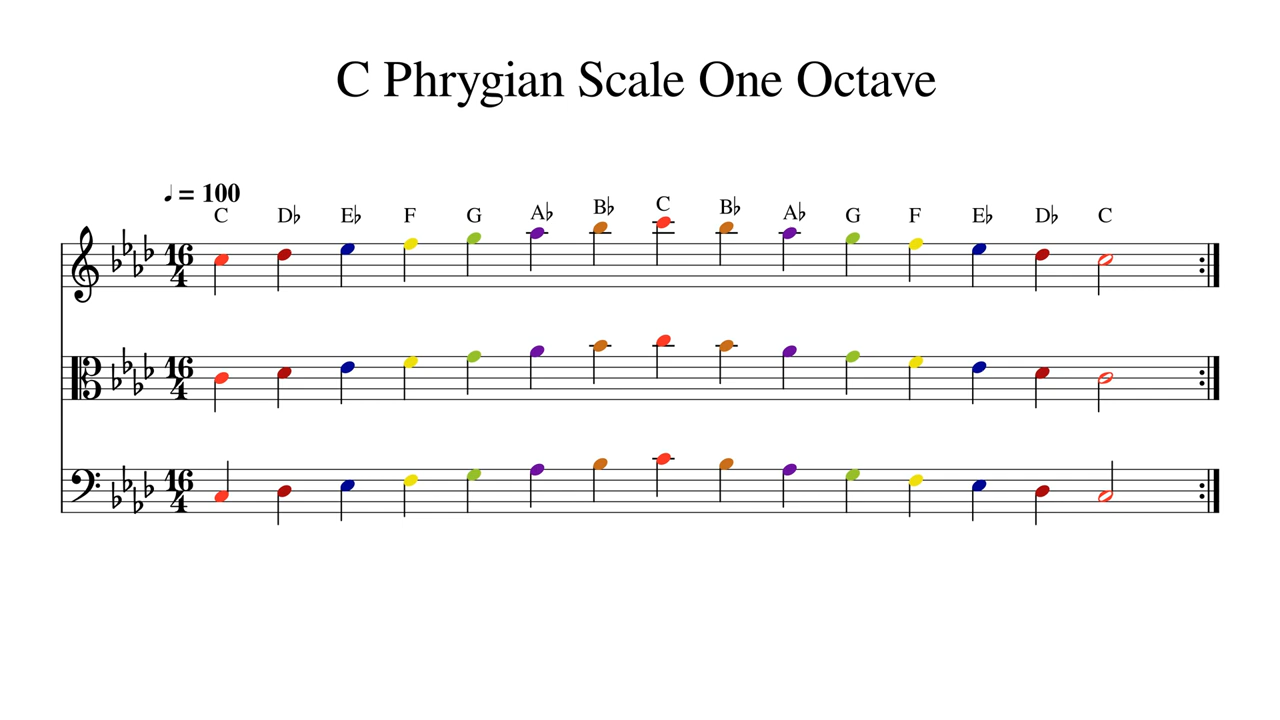 C Phrygian Scale One Octave
♩ = 100
C D♭ E♭ F G A♭ B♭ C B♭ A♭ G F E♭ D♭ C
16
4
16
4
16
4